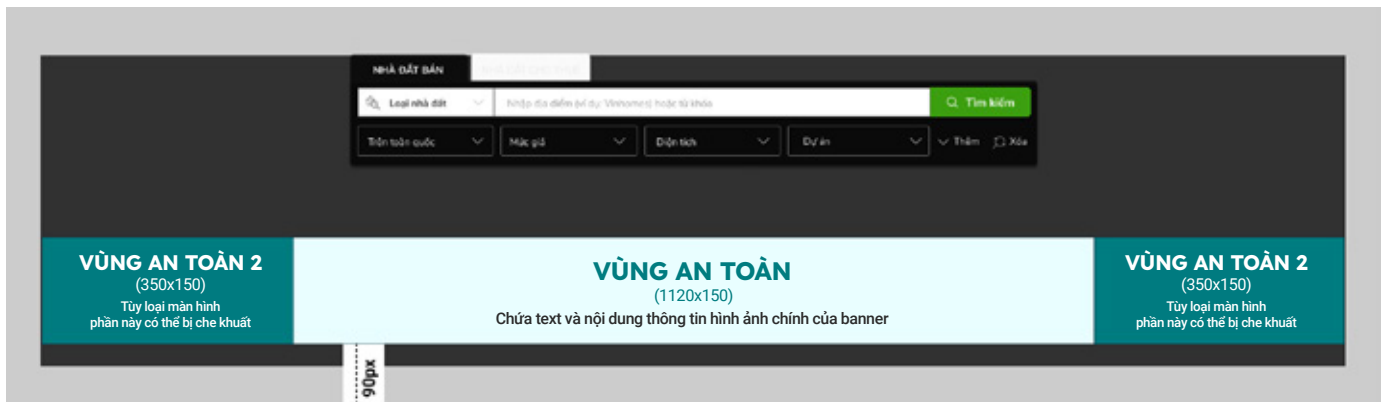 NHÀ ĐẤT BÁN
Loại nhà đất
Nhập địa điểm (ví dụ: Vinhomes) hoặc từ khóa
Tìm kiếm
Trên toàn quốc
Mức giá
Diện tích
Dự án
Thêm
Xóa
VÙNG AN TOÀN 2
(350x150)
Tùy loại màn hình
phần này có thể bị che khuất
VÙNG AN TOÀN
(1120x150)
Chứa text và nội dung thông tin hình ảnh chính của banner
VÙNG AN TOÀN 2
(350x150)
Tùy loại màn hình
phần này có thể bị che khuất
90px